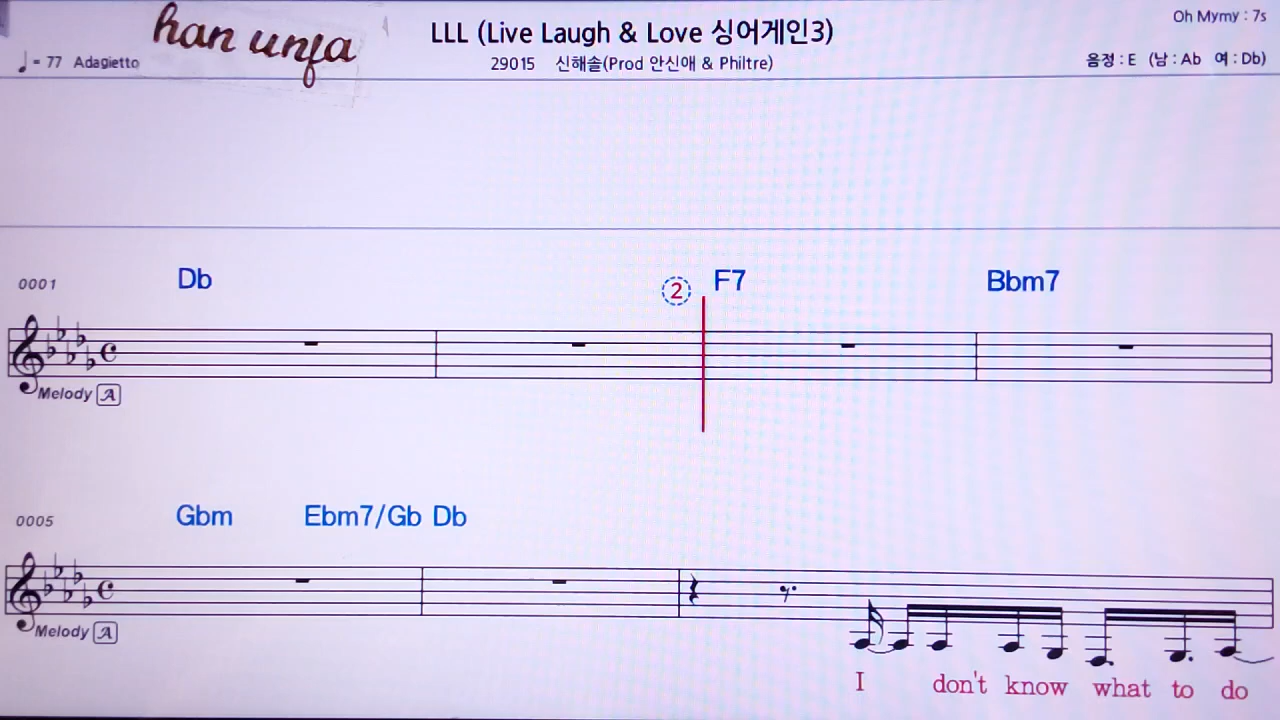 han unfa
LLL (Live Laugh & Love 싱어게인3)
Oh Mymy : 7s
♩ = 77 Adagietto
29015 신해솔(Prod 안신애 & Philtre)
음정 : E (남 : Ab 여 : Db)
0001
Db
2
F7
Bbm7
Melody A
0005
Gbm
Ebm7/Gb Db
Melody A
I don't know what to do